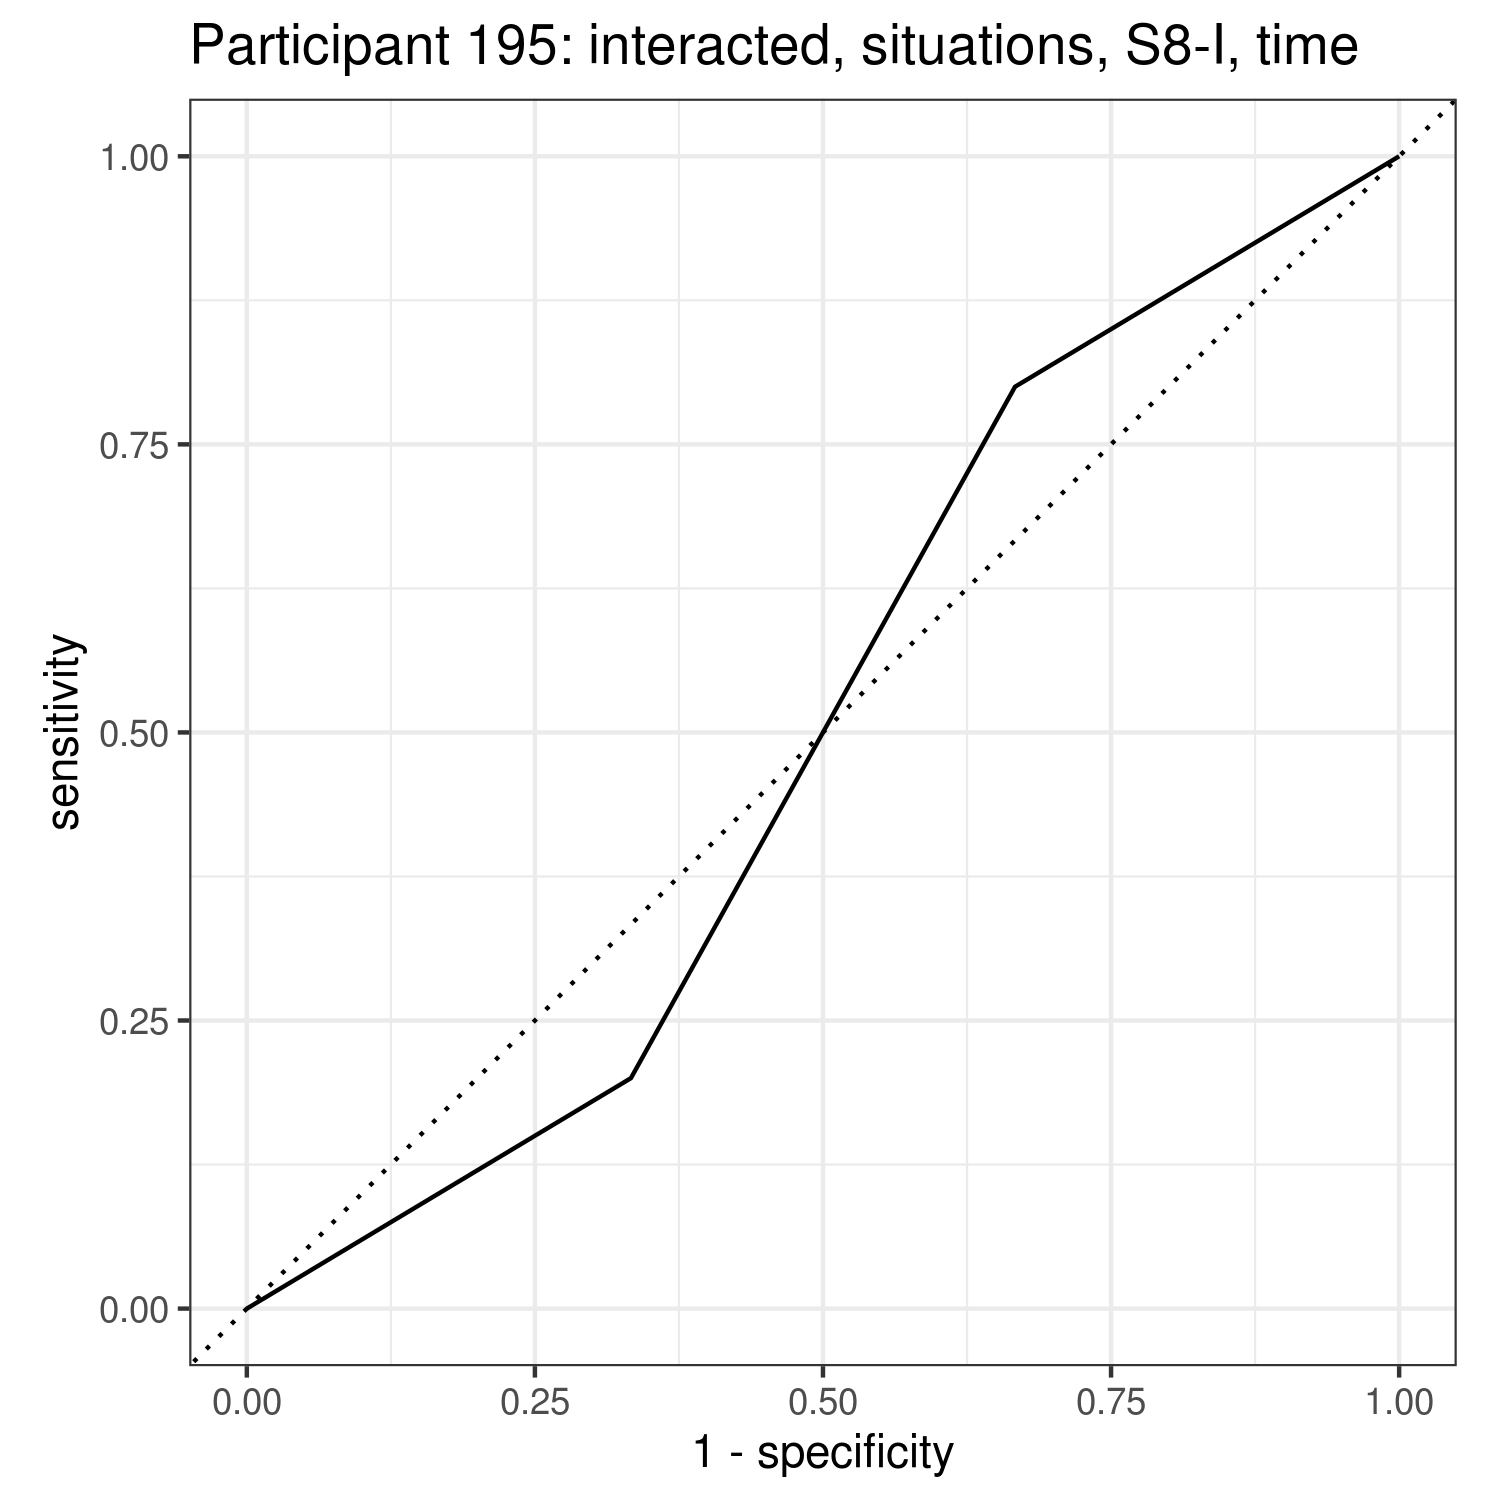 Participant 195: interacted, situations, S8-I, time
1.00
0.75
0.50
0.25
0.00
sensitivity
0.00 0.25 0.50 0.75 1.00
1 - specificity